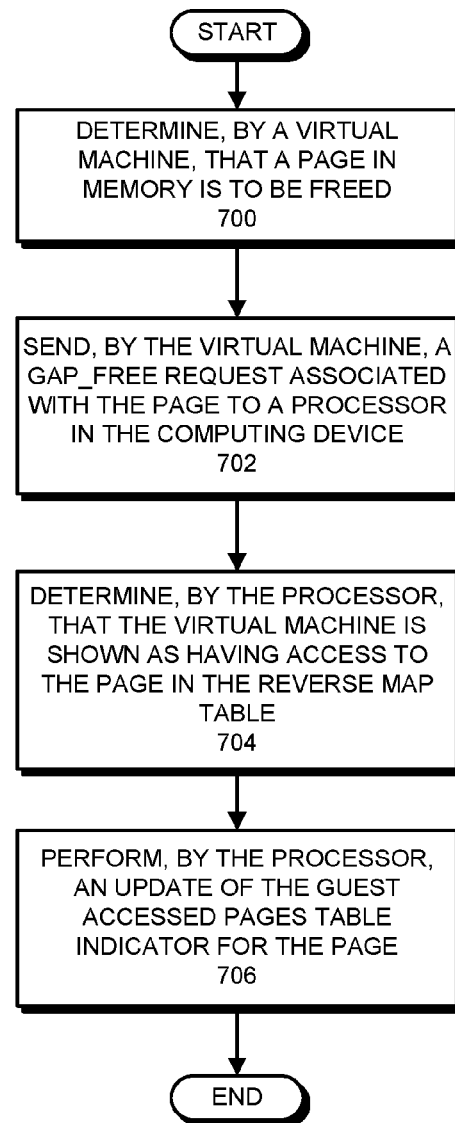 START
DETERMINE, BY A VIRTUAL
MACHINE, THAT A PAGE IN
MEMORY IS TO BE FREED
700
SEND, BY THE VIRTUAL MACHINE, A
GAP_FREE REQUEST ASSOCIATED
WITH THE PAGE TO A PROCESSOR
IN THE COMPUTING DEVICE
702
DETERMINE, BY THE PROCESSOR,
THAT THE VIRTUAL MACHINE IS
SHOWN AS HAVING ACCESS TO
THE PAGE IN THE REVERSE MAP
TABLE
704
PERFORM, BY THE PROCESSOR,
AN UPDATE OF THE GUEST
ACCESSED PAGES TABLE
INDICATOR FOR THE PAGE
706
END